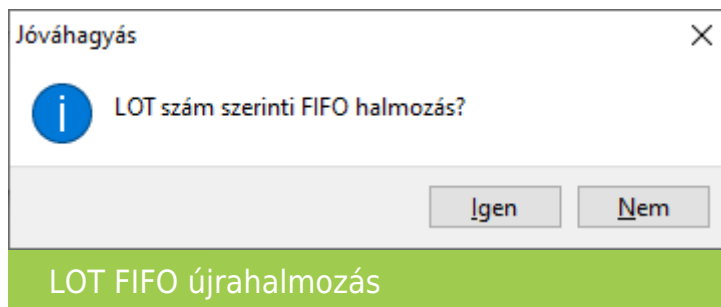 Jóváhagyás
LOT szám szerinti FIFO halmozás?
Igen
Nem
LOT FIFO újrahalmozás